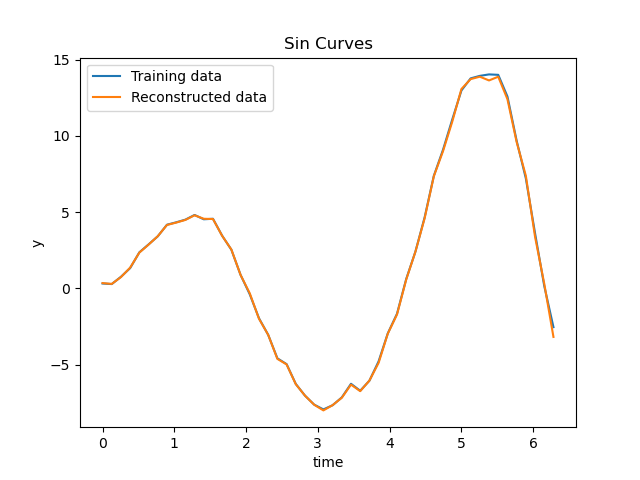 Sin Curves
Training data
Reconstructed data
15
10
5
0
−5
y
0 1 2 3 4 5 6
time